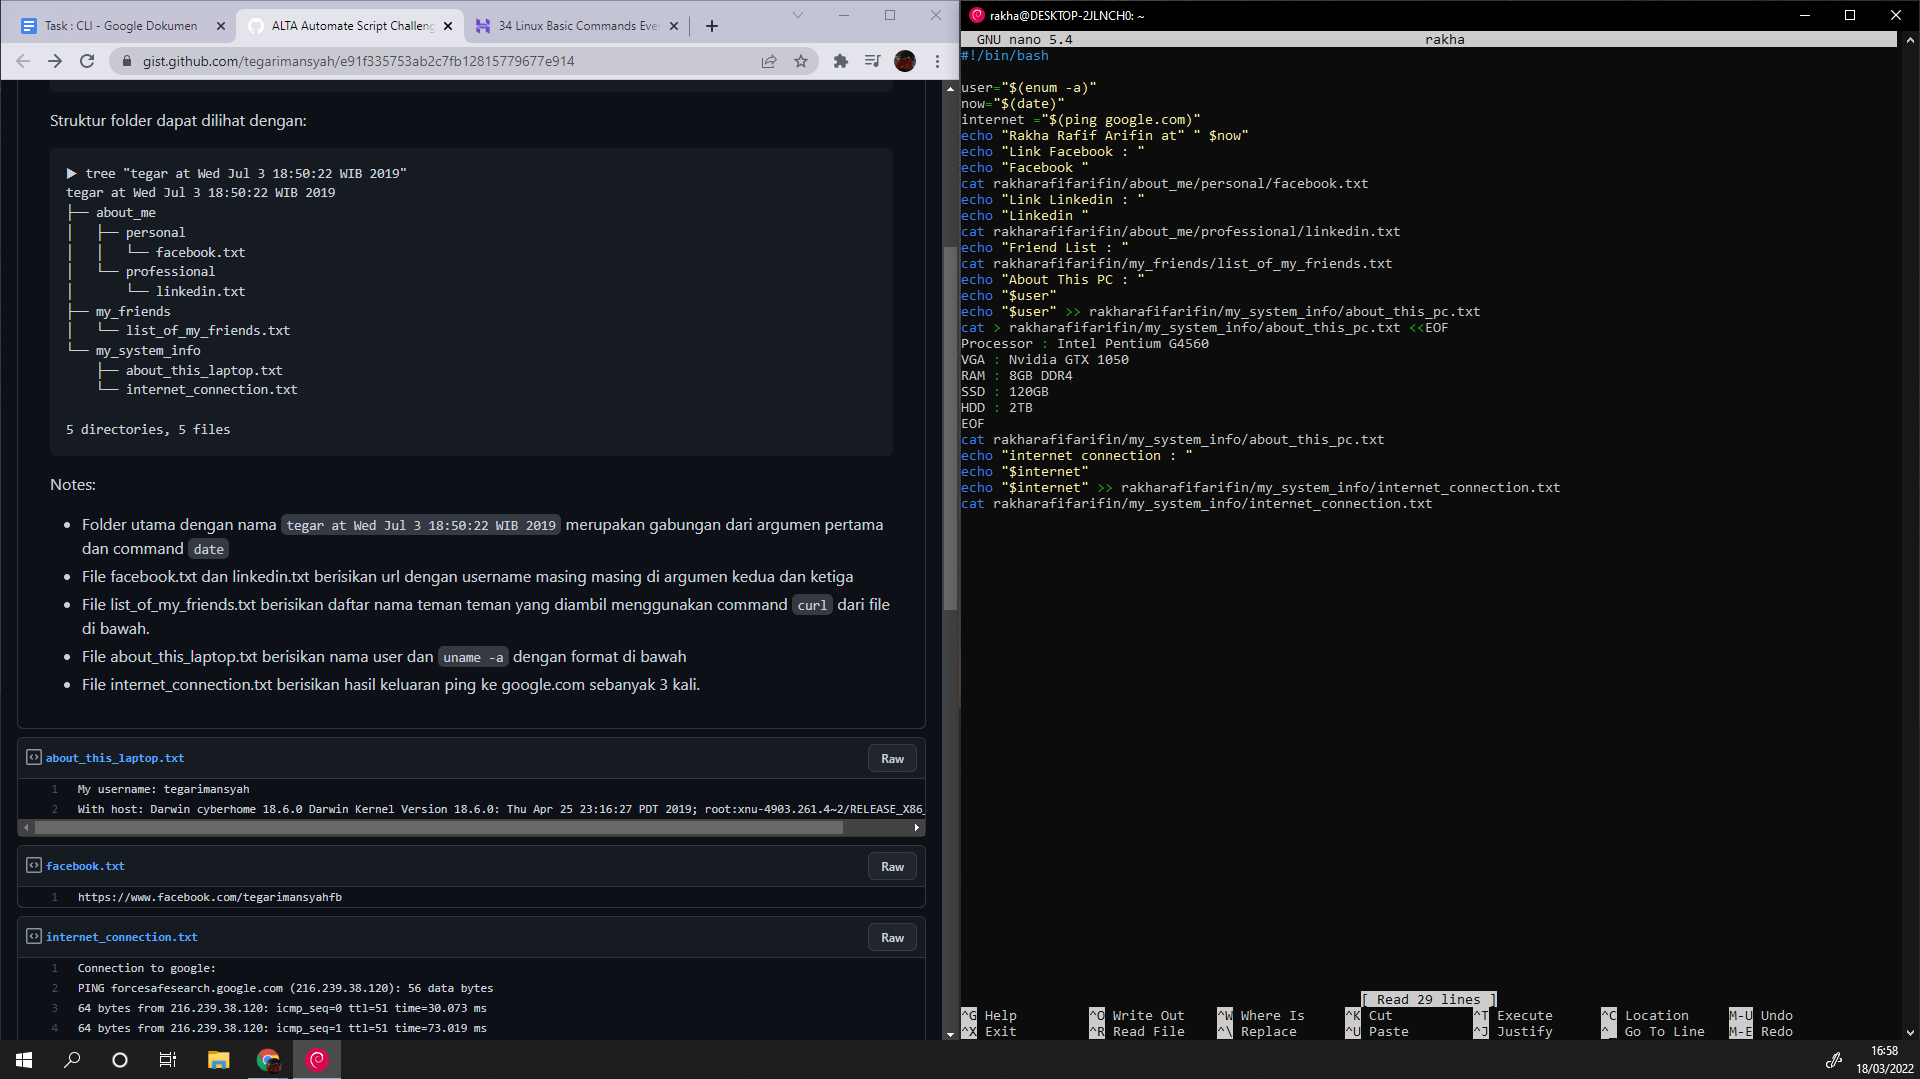 Task : CLI - Google Dokumen
ALTA Automate Script Challeng
34 Linux Basic Commands Eve
gist.github.com/tegarimansyah/e91f335753ab2c7fb12815779677e914
Struktur folder dapat dilihat dengan:
▶ tree "tegar at Wed Jul 3 18:50:22 WIB 2019"
tegar at Wed Jul 3 18:50:22 WIB 2019
├── about_me
│   ├── personal
│   │   └── facebook.txt
│   └── professional
│       └── linkedin.txt
├── my_friends
│   └── list_of_my_friends.txt
└── my_system_info
    ├── about_this_laptop.txt
    └── internet_connection.txt
5 directories, 5 files
Notes:
• Folder utama dengan nama tegar at Wed Jul 3 18:50:22 WIB 2019 merupakan gabungan dari argumen pertama
dan command date
• File facebook.txt dan linkedin.txt berisikan url dengan username masing masing di argumen kedua dan ketiga
• File list_of_my_friends.txt berisikan daftar nama teman teman yang diambil menggunakan command curl dari file
di bawah.
• File about_this_laptop.txt berisikan nama user dan uname -a dengan format di bawah
• File internet_connection.txt berisikan hasil keluaran ping ke google.com sebanyak 3 kali.
about_this_laptop.txt
Raw
1 My username: tegarimansyah
2 With host: Darwin cyberhome 18.6.0 Darwin Kernel Version 18.6.0: Thu Apr 25 23:16:27 PDT 2019; root:xnu-4903.261.4~2/RELEASE_X86_
facebook.txt
Raw
1 https://www.facebook.com/tegarimansyahfb
internet_connection.txt
Raw
1 Connection to google:
2 PING forcesafesearch.google.com (216.239.38.120): 56 data bytes
3 64 bytes from 216.239.38.120: icmp_seq=0 ttl=51 time=30.073 ms
4 64 bytes from 216.239.38.120: icmp_seq=1 ttl=51 time=73.019 ms
rakha@DESKTOP-2JLNCH0: ~
GNU nano 5.4 rakha
#!/bin/bash
user="$(enum -a)"
now="$(date)"
internet ="$(ping google.com)"
echo "Rakha Rafif Arifin at" " $now"
echo "Link Facebook : "
echo "Facebook "
cat rakharafifarifin/about_me/personal/facebook.txt
echo "Link Linkedin : "
echo "Linkedin "
cat rakharafifarifin/about_me/professional/linkedin.txt
echo "Friend List : "
cat rakharafifarifin/my_friends/list_of_my_friends.txt
echo "About This PC : "
echo "$user"
echo "$user" >> rakharafifarifin/my_system_info/about_this_pc.txt
cat > rakharafifarifin/my_system_info/about_this_pc.txt <<EOF
Processor : Intel Pentium G4560
VGA : Nvidia GTX 1050
RAM : 8GB DDR4
SSD : 120GB
HDD : 2TB
EOF
cat rakharafifarifin/my_system_info/about_this_pc.txt
echo "internet connection : "
echo "$internet"
echo "$internet" >> rakharafifarifin/my_system_info/internet_connection.txt
cat rakharafifarifin/my_system_info/internet_connection.txt
[ Read 29 lines ]
^G Help ^O Write Out ^W Where Is ^K Cut ^T Execute ^C Location M-U Undo
^X Exit ^R Read File ^\ Replace ^U Paste ^J Justify ^_ Go To Line M-E Redo
16:58
18/03/2022